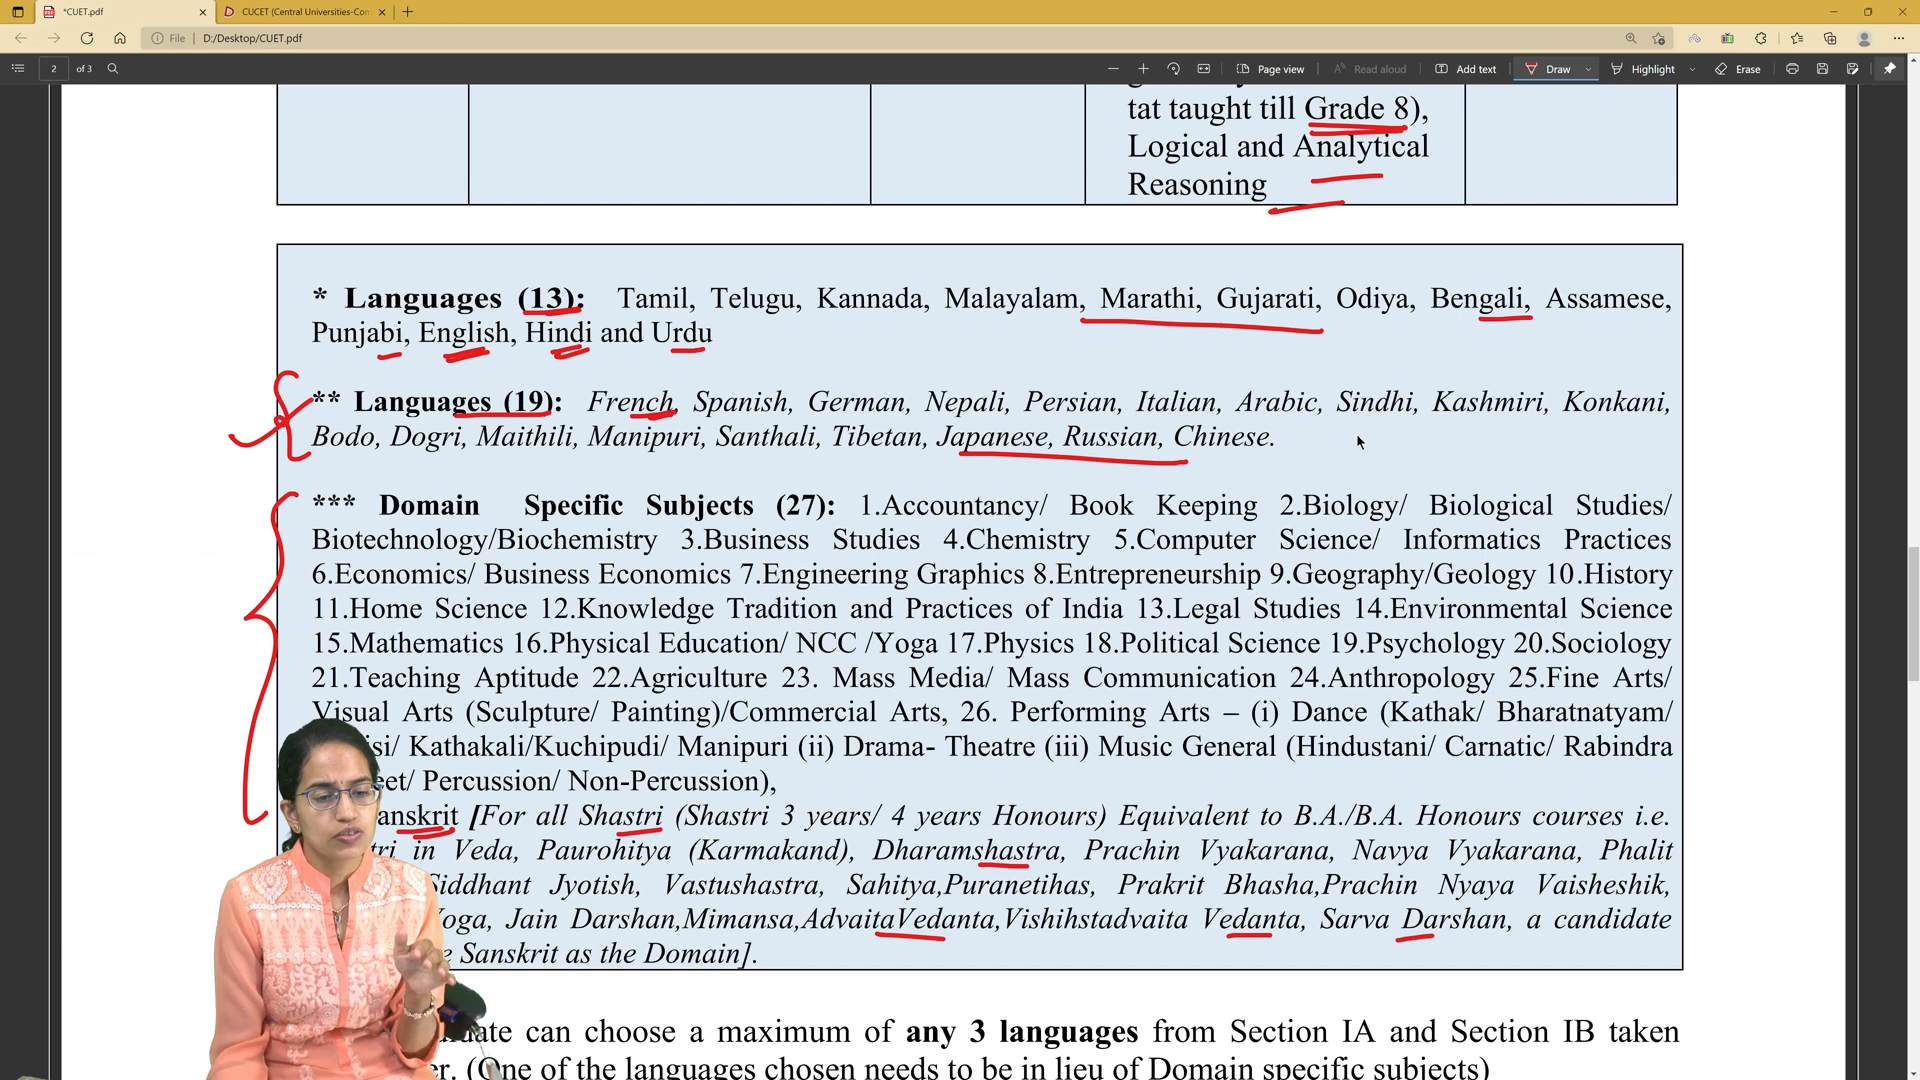 *CUET.pdf
CUCET (Central Universities-Com
File
D:/Desktop/CUET.pdf
2 of 3
Page view
Read aloud
Add text
Draw
Highlight
Erase
tat taught till Grade 8),
Logical and Analytical
Reasoning
* Languages (13): Tamil, Telugu, Kannada, Malayalam, Marathi, Gujarati, Odiya, Bengali, Assamese,
Punjabi, English, Hindi and Urdu
** Languages (19): French, Spanish, German, Nepali, Persian, Italian, Arabic, Sindhi, Kashmiri, Konkani,
Bodo, Dogri, Maithili, Manipuri, Santhali, Tibetan, Japanese, Russian, Chinese.
*** Domain Specific Subjects (27): 1.Accountancy/ Book Keeping 2.Biology/ Biological Studies/
Biotechnology/Biochemistry 3.Business Studies 4.Chemistry 5.Computer Science/ Informatics Practices
6.Economics/ Business Economics 7.Engineering Graphics 8.Entrepreneurship 9.Geography/Geology 10.History
11.Home Science 12.Knowledge Tradition and Practices of India 13.Legal Studies 14.Environmental Science
15.Mathematics 16.Physical Education/ NCC /Yoga 17.Physics 18.Political Science 19.Psychology 20.Sociology
21.Teaching Aptitude 22.Agriculture 23. Mass Media/ Mass Communication 24.Anthropology 25.Fine Arts/
Visual Arts (Sculpture/ Painting)/Commercial Arts, 26. Performing Arts – (i) Dance (Kathak/ Bharatnatyam/
isi/ Kathakali/Kuchipudi/ Manipuri (ii) Drama- Theatre (iii) Music General (Hindustani/ Carnatic/ Rabindra
eet/ Percussion/ Non-Percussion),
anskrit [For all Shastri (Shastri 3 years/ 4 years Honours) Equivalent to B.A./B.A. Honours courses i.e.
tri in Veda, Paurohitya (Karmakand), Dharamshastra, Prachin Vyakarana, Navya Vyakarana, Phalit
Siddhant Jyotish, Vastushastra, Sahitya,Puranetihas, Prakrit Bhasha,Prachin Nyaya Vaisheshik,
Yoga, Jain Darshan,Mimansa,AdvaitaVedanta,Vishihstadvaita Vedanta, Sarva Darshan, a candidate
e Sanskrit as the Domain].
ate can choose a maximum of any 3 languages from Section IA and Section IB taken
er. (One of the languages chosen needs to be in lieu of Domain specific subjects)